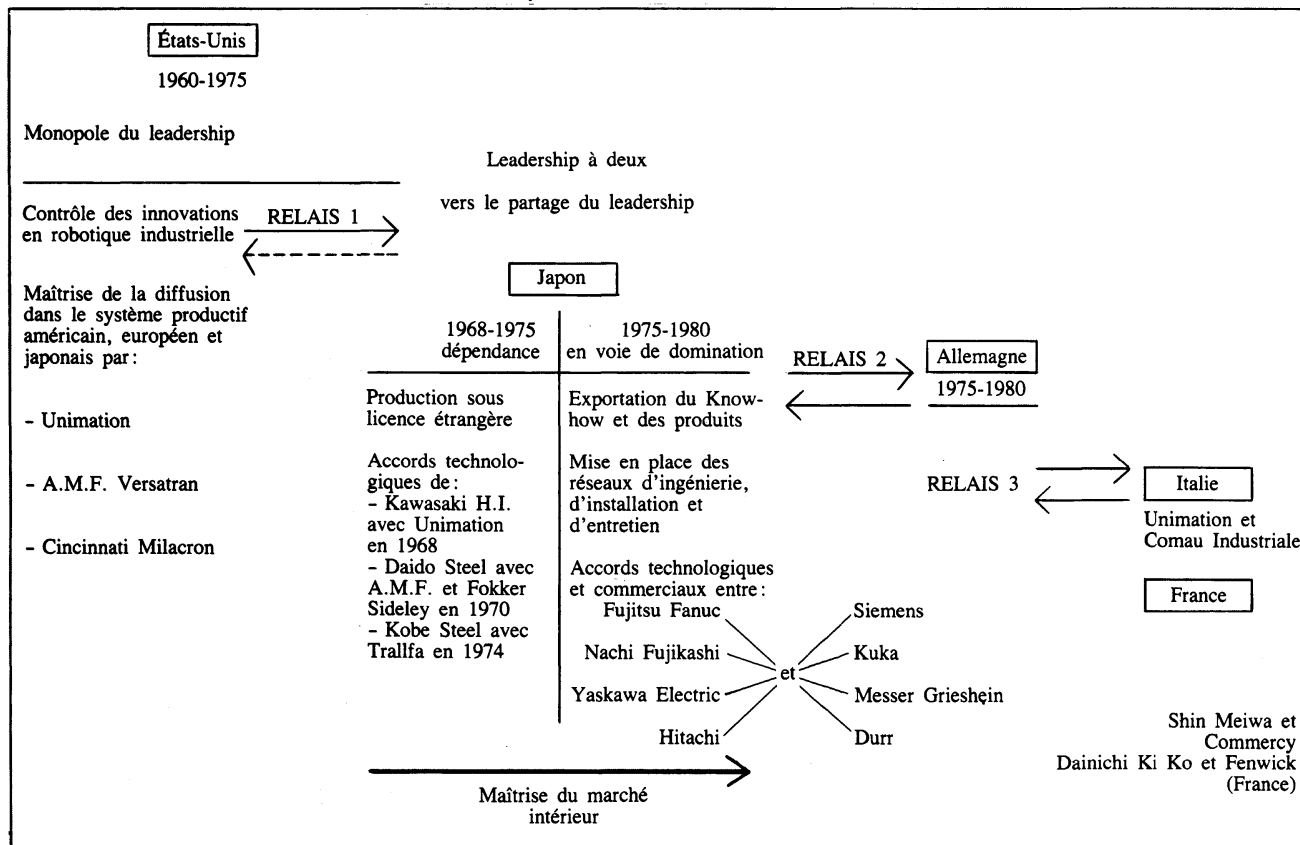 États-Unis
1960-1975
Monopole du leadership
Contrôle des innovations
en robotique industrielle
RELAIS 1
Maîtrise de la diffusion
dans le système productif
américain, européen et
japonais par :
- Unimation
- A.M.F. Versatran
- Cincinnati Milacron
Leadership à deux
vers le partage du leadership
Japon
1968-1975
dépendance
Production sous
licence étrangère
Accords technolo-
giques de :
- Kawasaki H.I.
avec Unimation
en 1968
- Daido Steel avec
A.M.F. et Fokker
Sideley en 1970
- Kobe Steel avec
Trallfa en 1974
1975-1980
en voie de domination
Exportation du Know-
how et des produits
Mise en place des
réseaux d'ingénierie,
d'installation et
d'entretien
Accords technologiques
et commerciaux entre :
Fujitsu Fanuc
Nachi Fujikashi
Yaskawa Electric
Hitachi
et
Siemens
Kuka
Messer Grieshęin
Durr
Maîtrise du marché
intérieur
RELAIS 2
Allemagne
1975-1980
RELAIS 3
Italie
Unimation et
Comau Industriale
France
Shin Meiwa et
Commercy
Dainichi Ki Ko et Fenwick
(France)